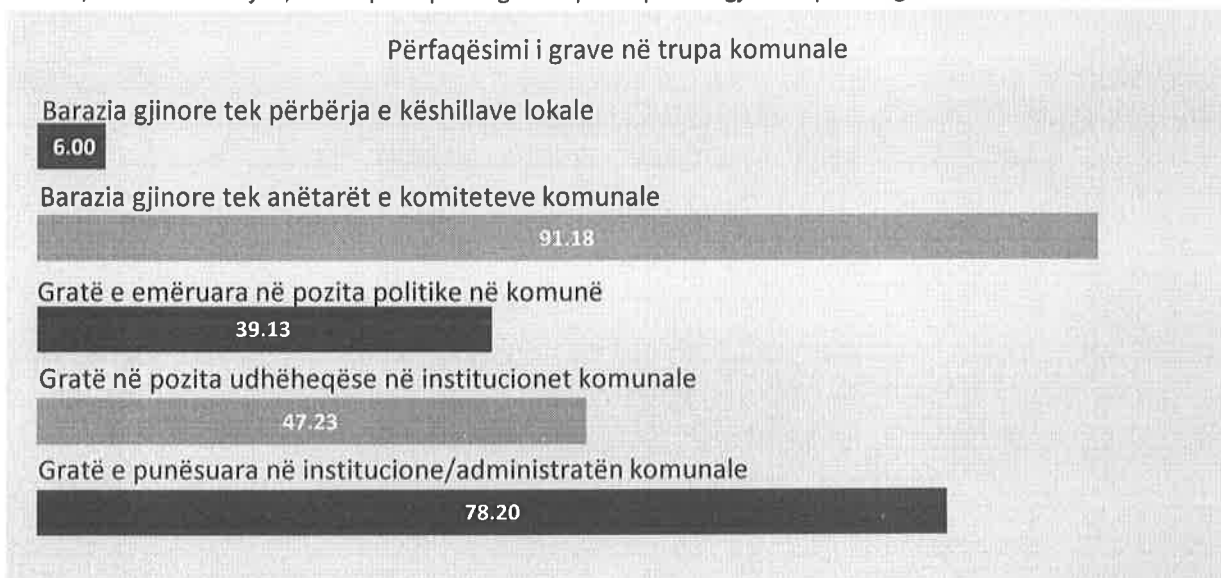 Përfaqësimi i grave në trupa komunale
Barazia gjinore tek përbërja e këshillave lokale
6.00
Barazia gjinore tek anëtarët e komiteteve komunale
91.18
Gratë e emëruara në pozita politike në komunë
39.13
Gratë në pozita udhëheqëse në institucionet komunale
47.23
Gratë e punësuara në institucione/administratën komunale
78.20